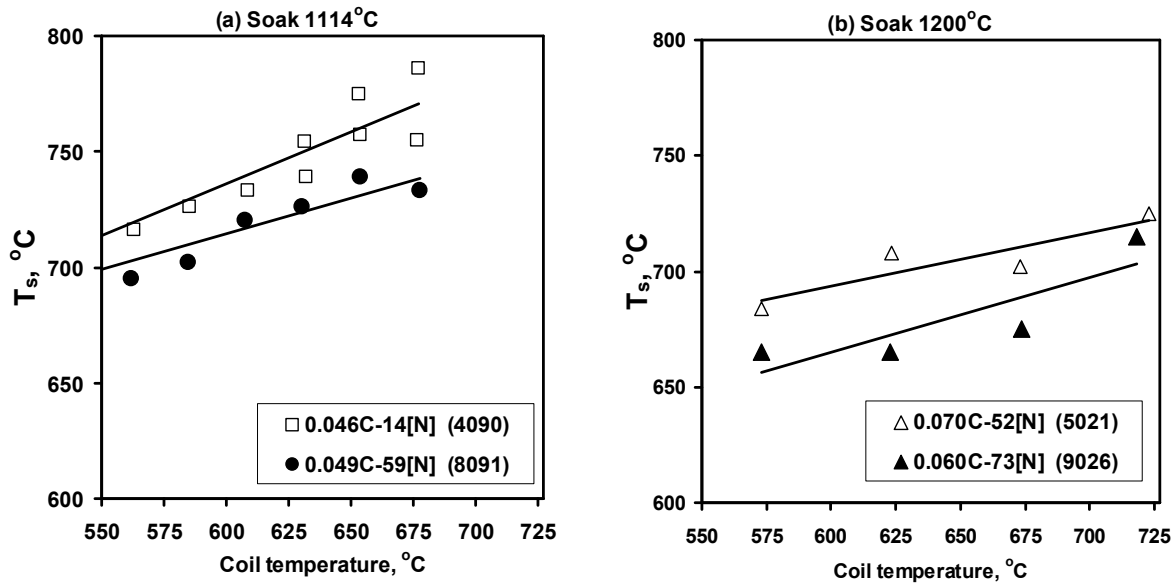 (a) Soak 1114°C
800
750
700
650
600
Ts, °C
□ 0.046C-14[N] (4090)
● 0.049C-59[N] (8091)
550 575 600 625 650 675 700 725
Coil temperature, °C
(b) Soak 1200°C
800
750
700
650
600
Ts, °C
△ 0.070C-52[N] (5021)
▲ 0.060C-73[N] (9026)
550 575 600 625 650 675 700 725
Coil temperature, °C